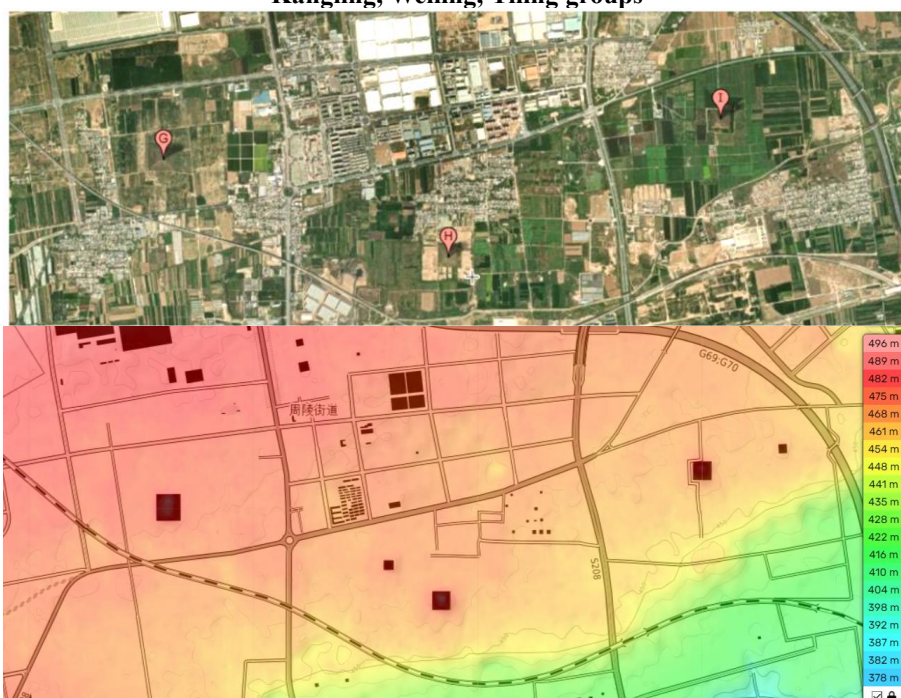 Kangling, Weiling, Yiling groups
G
I
H
周陵街道
G69;G70
S208
496 m
489 m
482 m
475 m
468 m
461 m
454 m
448 m
441 m
435 m
428 m
422 m
416 m
410 m
404 m
398 m
392 m
387 m
382 m
378 m